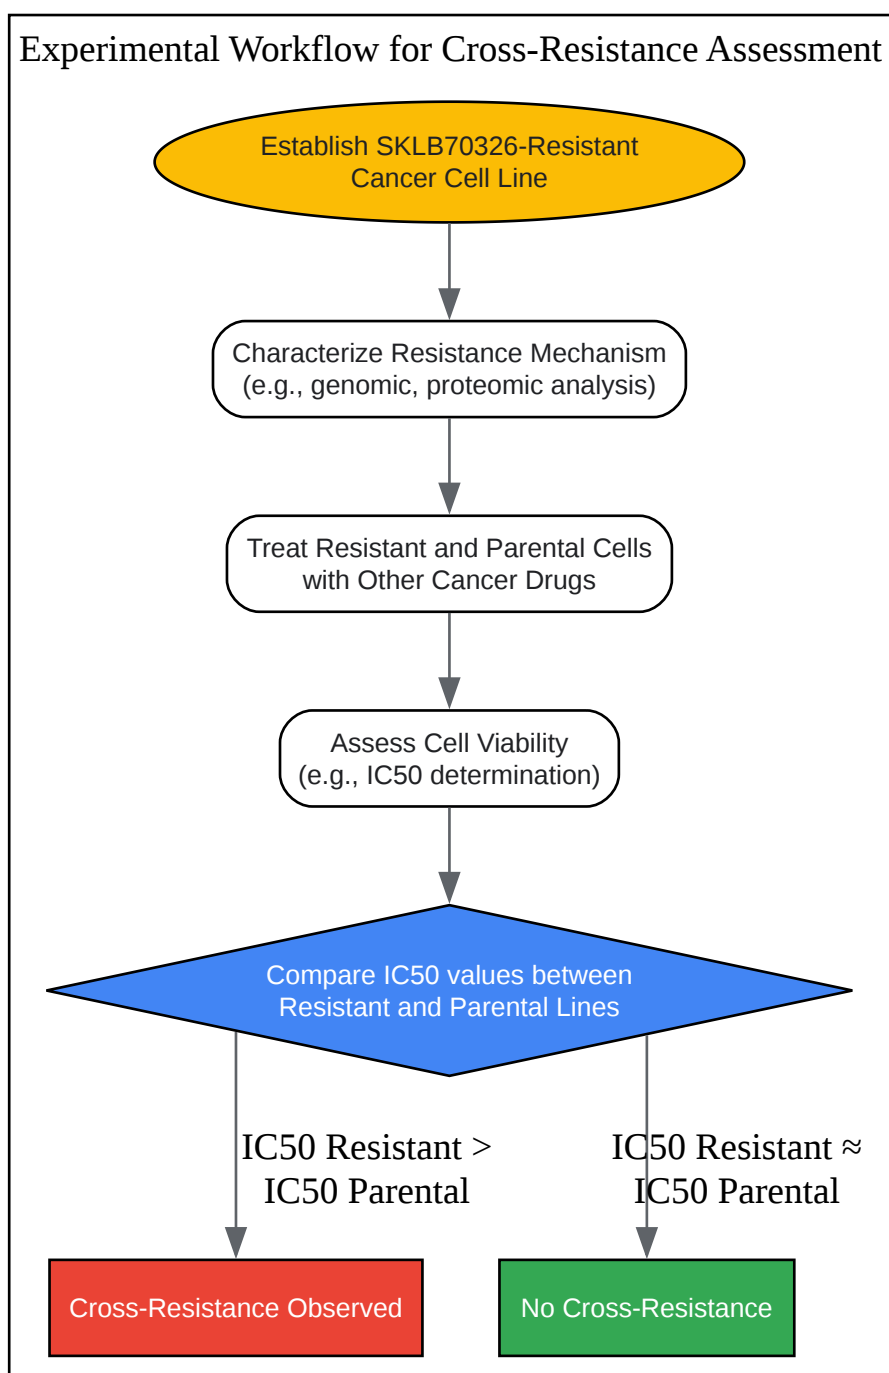 Experimental Workflow for Cross-Resistance Assessment
Establish SKLB70326-Resistant
Cancer Cell Line
Characterize Resistance Mechanism
(e.g., genomic, proteomic analysis)
Treat Resistant and Parental Cells
with Other Cancer Drugs
Assess Cell Viability
(e.g., IC50 determination)
Compare IC50 values between
Resistant and Parental Lines
IC50 Resistant >
IC50 Parental
IC50 Resistant ≈
IC50 Parental
Cross-Resistance Observed
No Cross-Resistance